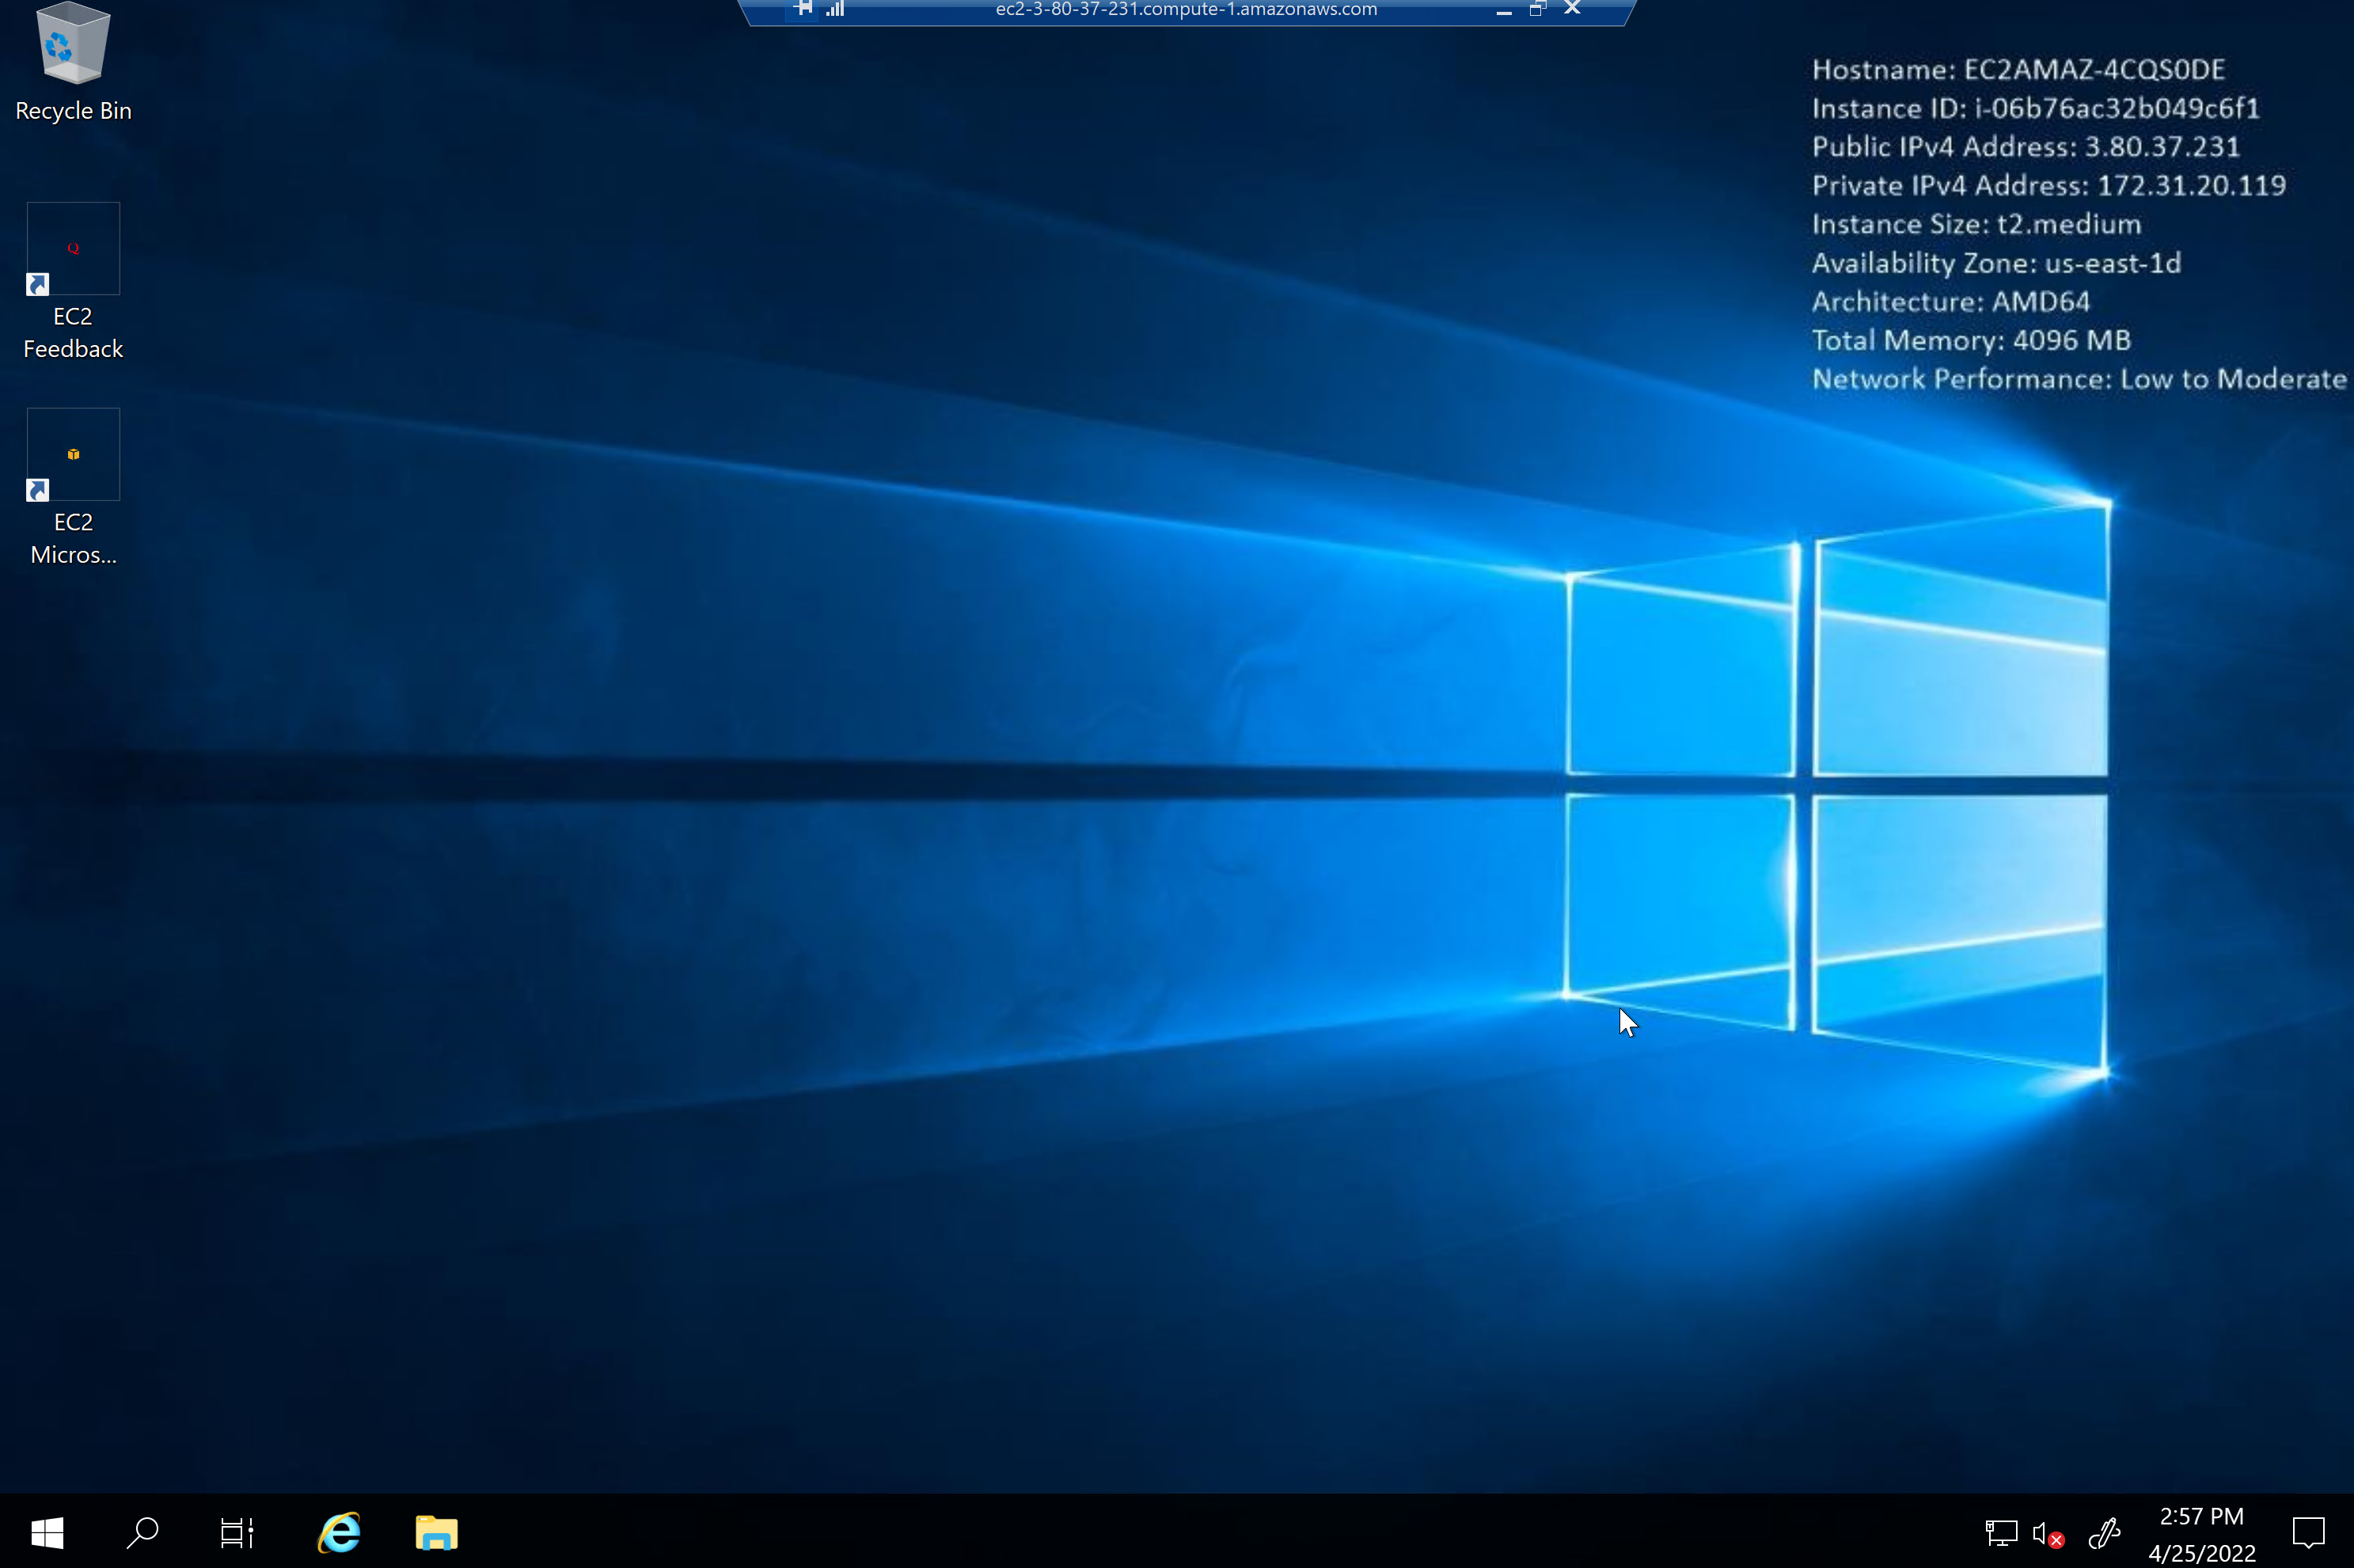 ec2-3-80-37-231.compute-1.amazonaws.com
Recycle Bin
EC2
Feedback
EC2
Micros...
Hostname: EC2AMAZ-4CQS0DE
Instance ID: i-06b76ac32b049c6f1
Public IPv4 Address: 3.80.37.231
Private IPv4 Address: 172.31.20.119
Instance Size: t2.medium
Availability Zone: us-east-1d
Architecture: AMD64
Total Memory: 4096 MB
Network Performance: Low to Moderate
2:57 PM
4/25/2022